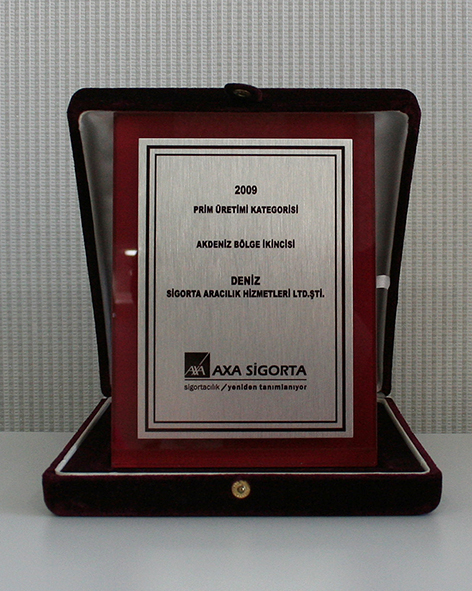 2009
PRİM ÜRETİMİ KATEGORİSİ
AKDENİZ BÖLGE İKİNCİSİ
DENİZ
SİGORTA ARACILIK HİZMETLERİ LTD.ŞTİ.
AXA AXA SİGORTA
sigortacılık / yeniden tanımlanıyor